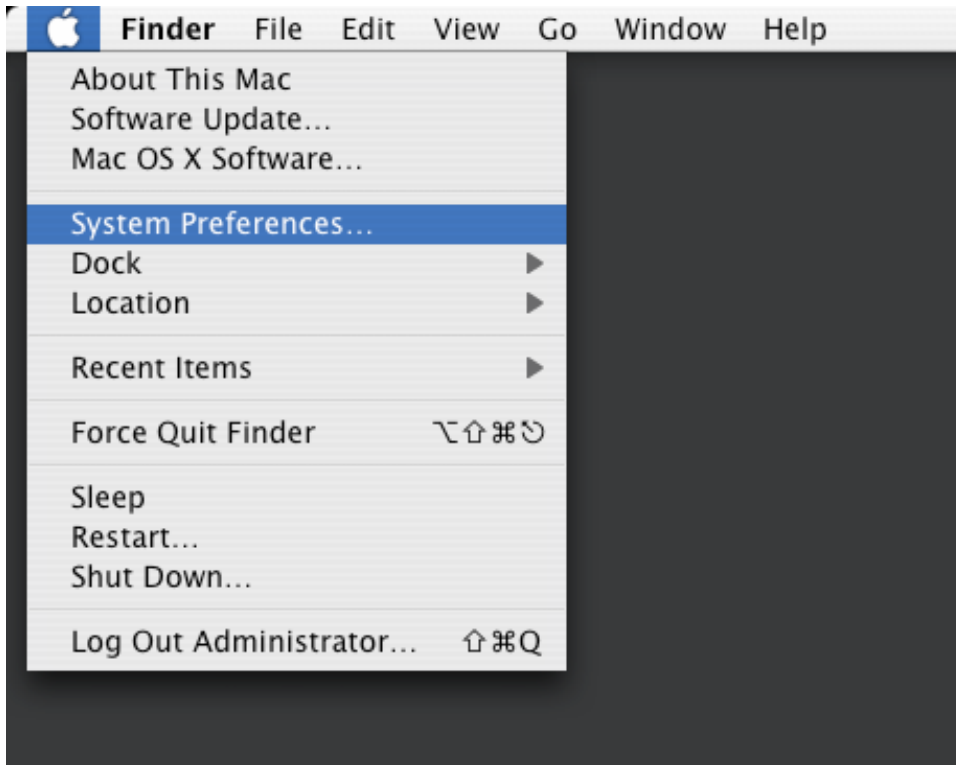 Finder File Edit View Go Window Help
About This Mac
Software Update...
Mac OS X Software...
System Preferences...
Dock
Location
Recent Items
Force Quit Finder ⌥⇧⌘⎋
Sleep
Restart...
Shut Down...
Log Out Administrator... ⇧⌘Q